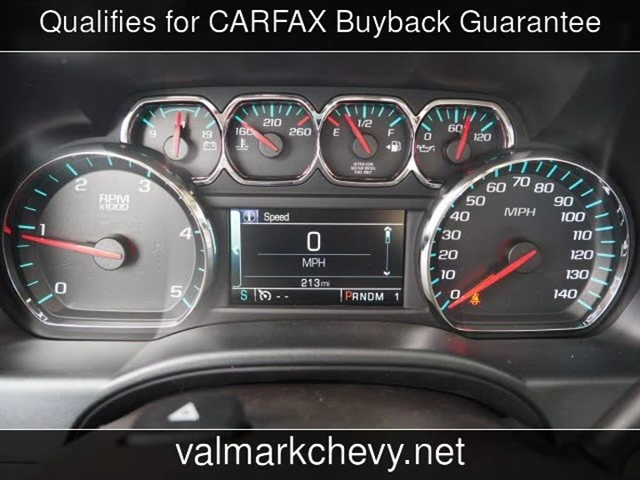 Qualifies for CARFAX Buyback Guarantee
9 19
160 210 260
E 1/2 F
0 60 120
RPM
x1000
0 1 2 3 4 5
Speed
0
MPH
213mi
S -- PRNDM 1
MPH
0 10 20 30 40 50 60 70 80 90 100 110 120 130 140
valmarkchevy.net